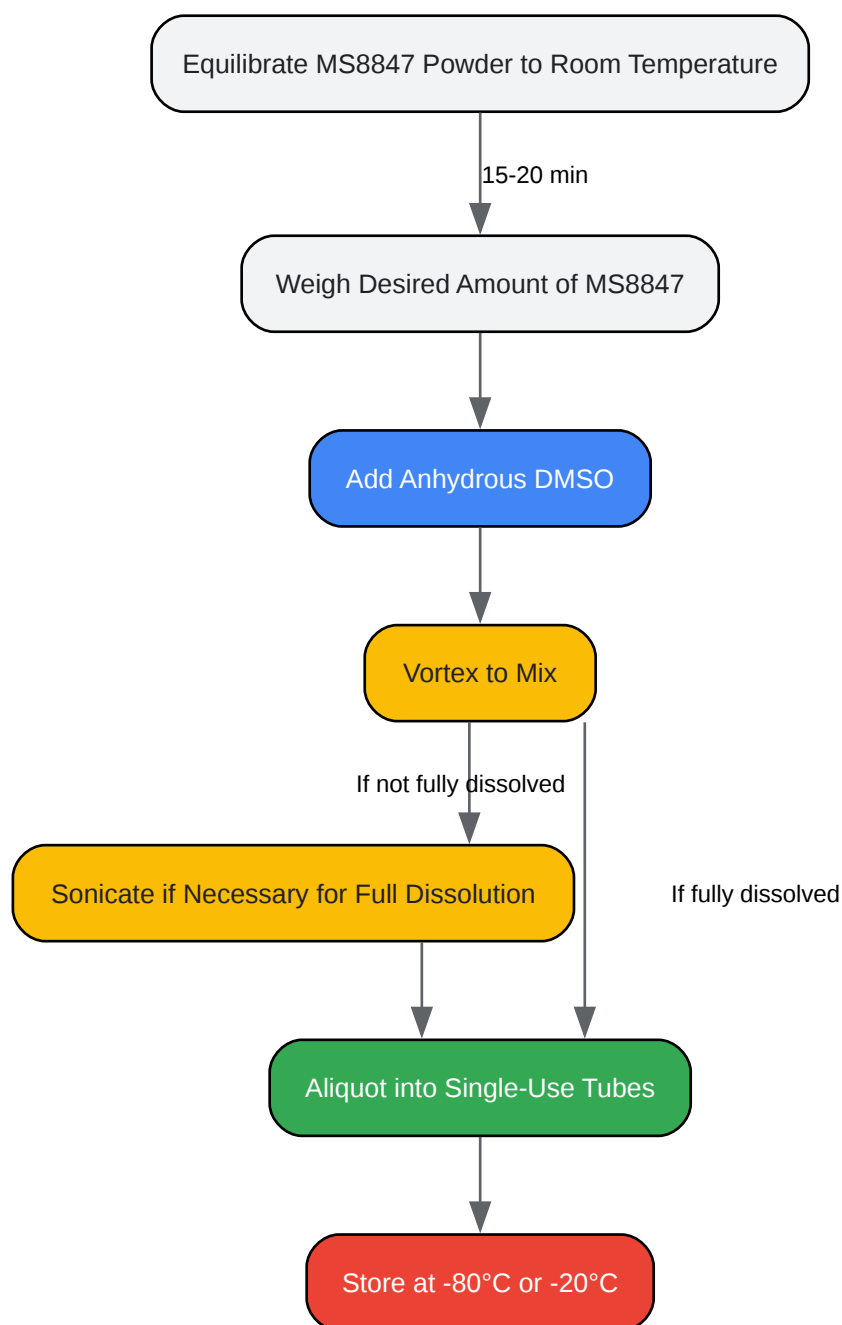 Equilibrate MS8847 Powder to Room Temperature
15-20 min
Weigh Desired Amount of MS8847
Add Anhydrous DMSO
Vortex to Mix
If not fully dissolved
Sonicate if Necessary for Full Dissolution
If fully dissolved
Aliquot into Single-Use Tubes
Store at -80°C or -20°C